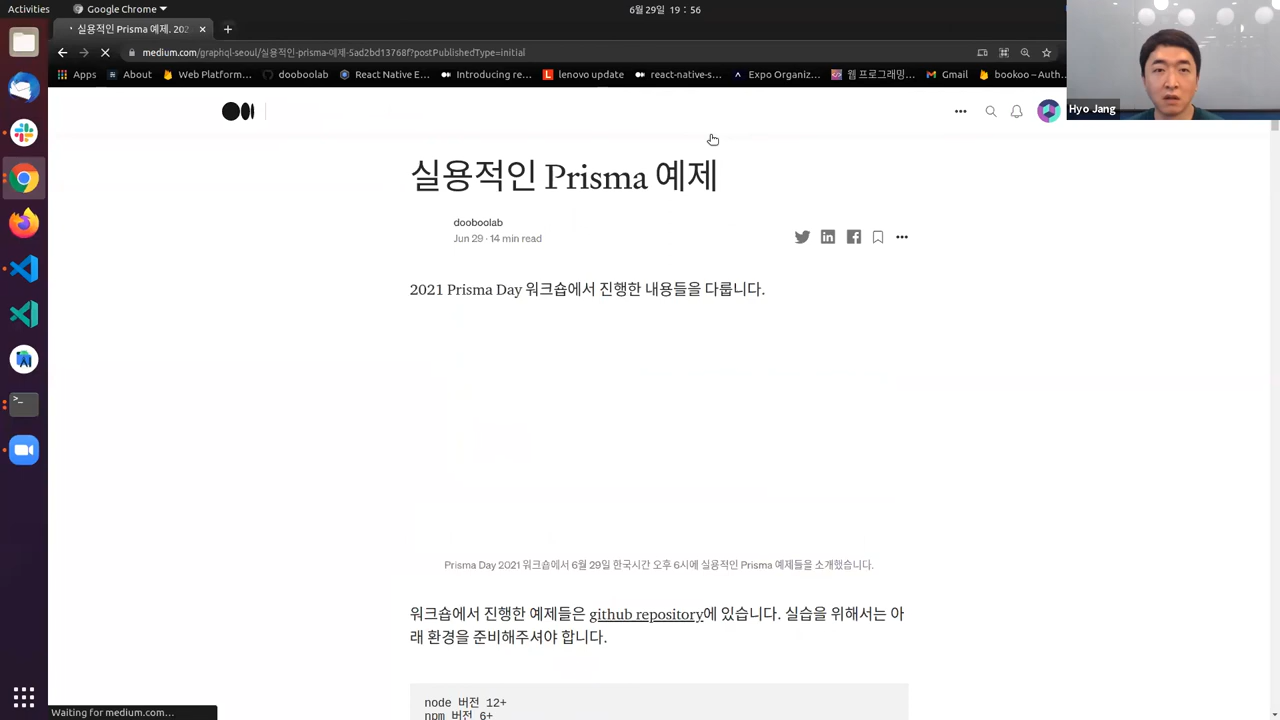 Activities
Google Chrome
6월 29일 19 : 56
실용적인 Prisma 예제. 202
medium.com/graphql-seoul/실용적인-prisma-예제-5ad2bd13768f?postPublishedType=initial
Apps
About
Web Platform...
dooboolab
React Native E...
Introducing re...
lenovo update
react-native-s...
Expo Organiz...
웹 프로그래밍...
Gmail
bookoo – Auth...
Hyo Jang
실용적인 Prisma 예제
dooboolab
Jun 29 · 14 min read
2021 Prisma Day 워크숍에서 진행한 내용들을 다룹니다.
Prisma Day 2021 워크숍에서 6월 29일 한국시간 오후 6시에 실용적인 Prisma 예제들을 소개했습니다.
워크숍에서 진행한 예제들은 github repository에 있습니다. 실습을 위해서는 아
래 환경을 준비해주셔야 합니다.
node 버전 12+
npm 버전 6+
Waiting for medium.com...